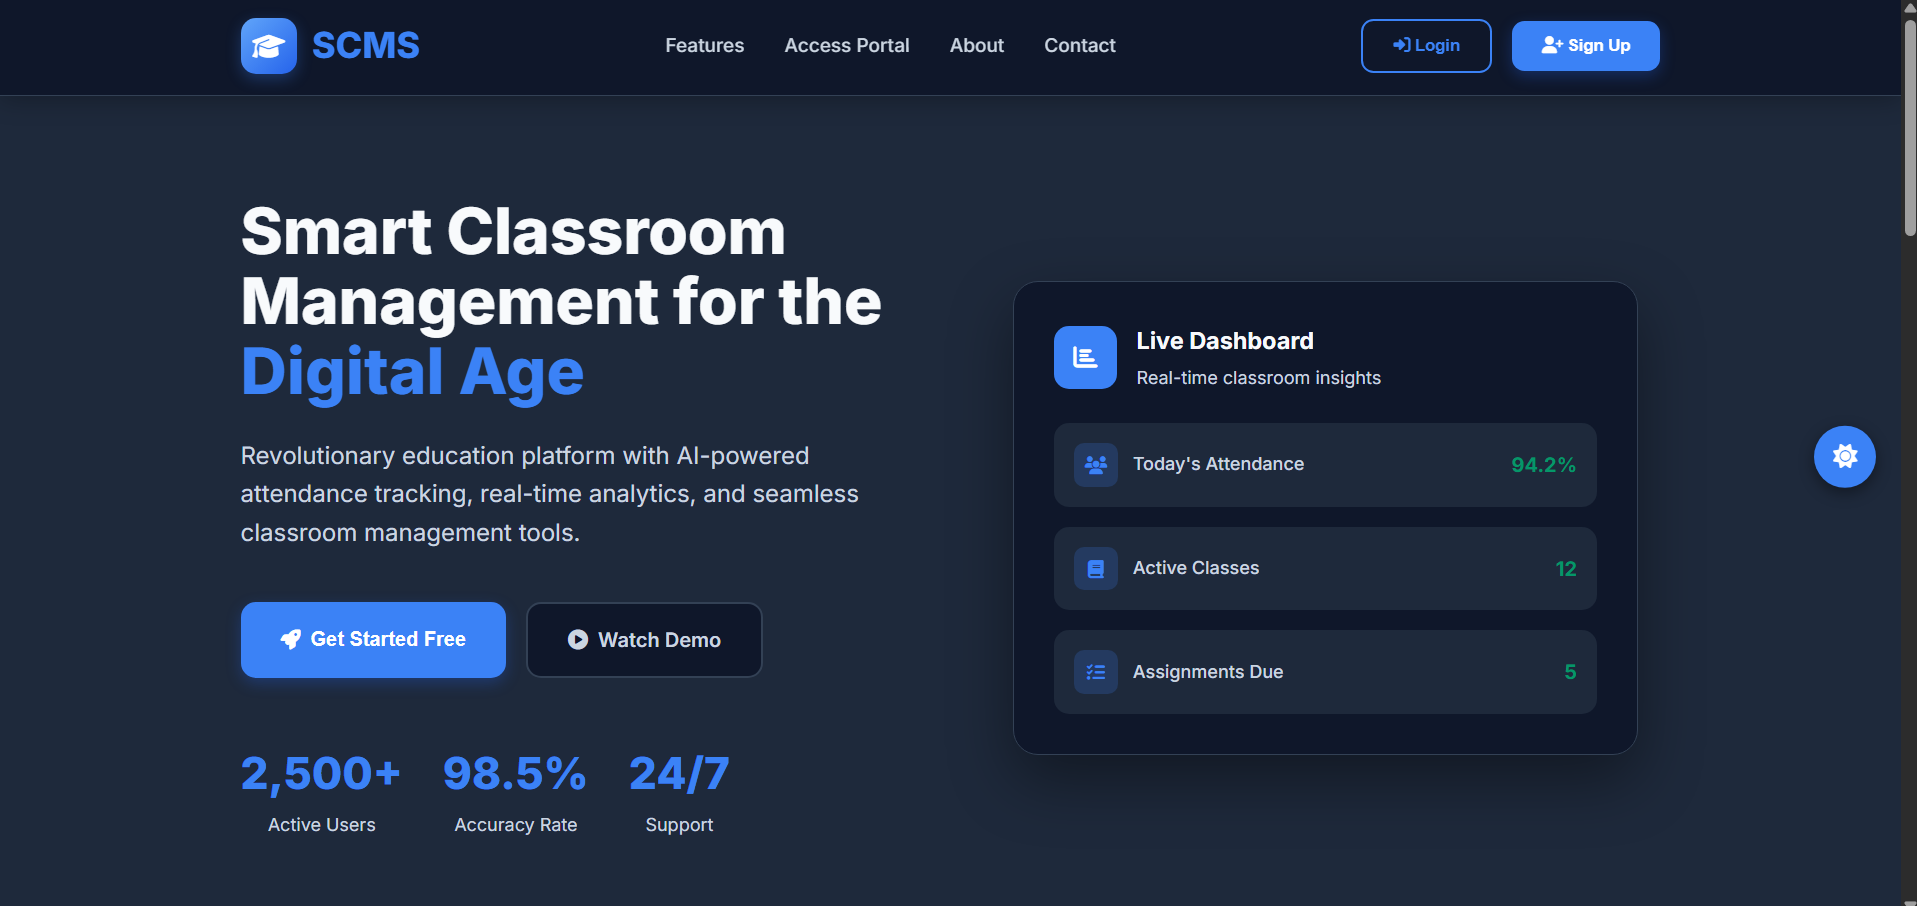 SCMS
Features
Access Portal
About
Contact
Login
Sign Up
Smart Classroom
Management for the
Digital Age
Revolutionary education platform with AI-powered
attendance tracking, real-time analytics, and seamless
classroom management tools.
Get Started Free
Watch Demo
2,500+
Active Users
98.5%
Accuracy Rate
24/7
Support
Live Dashboard
Real-time classroom insights
Today's Attendance
94.2%
Active Classes
12
Assignments Due
5